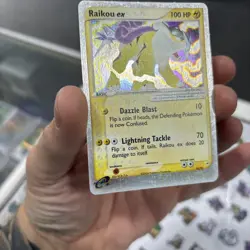 Raikou ex 100 HP
Dazzle Blast 10
Flip a coin. If heads, the Defending Pokémon
is now Confused.
Lightning Tackle 70
Flip a coin. If tails, Raikou ex does 20
damage to itself.